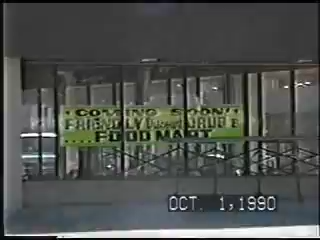 "COMING SOON"
FRIENDLY DRUG &
...FOOD MART
OCT. 1, 1990